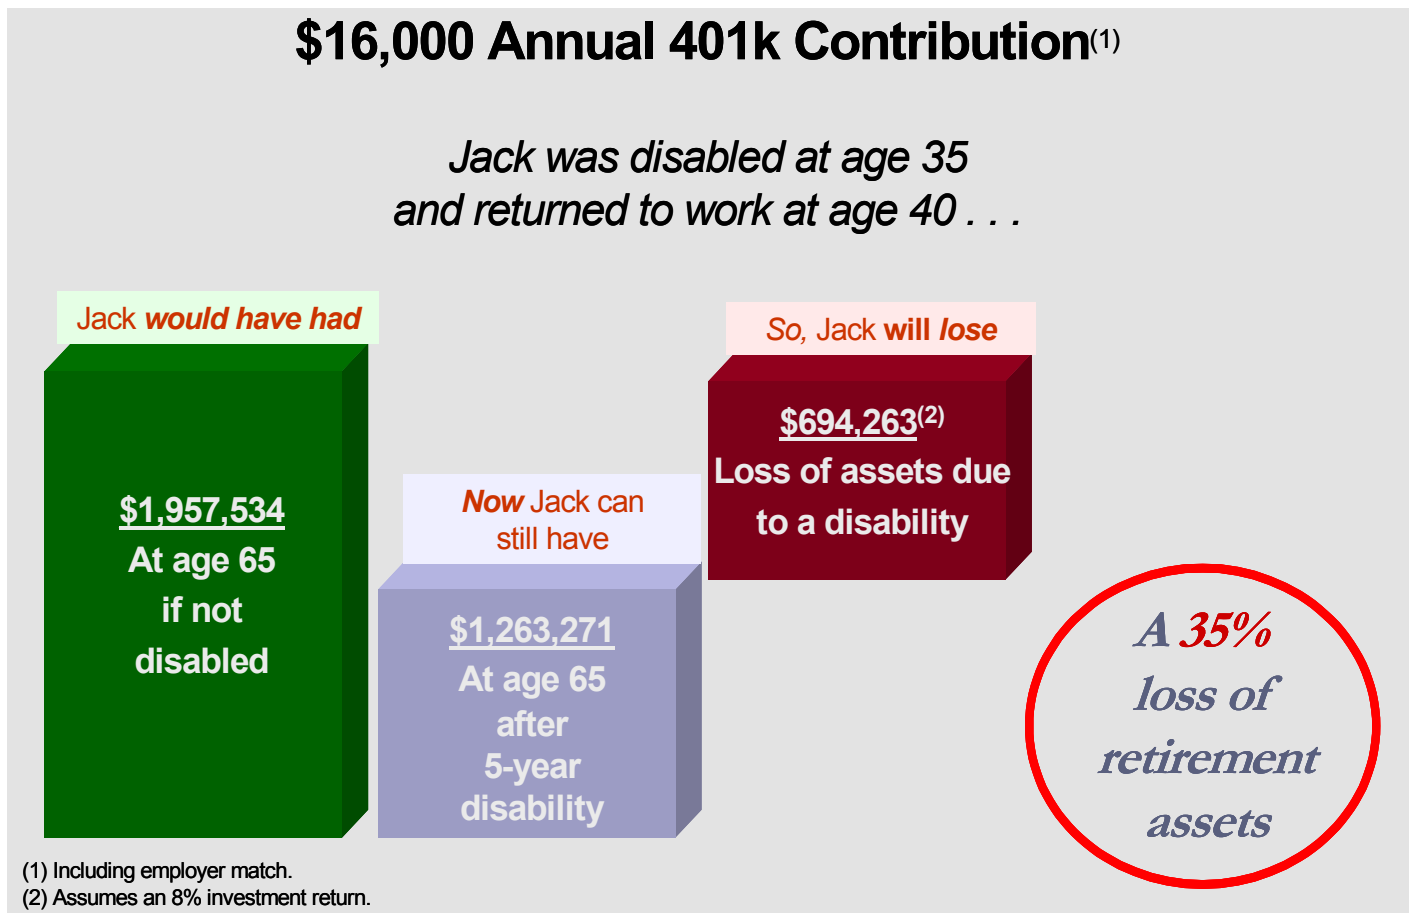 $16,000 Annual 401k Contribution(1)
Jack was disabled at age 35
and returned to work at age 40 . . .
Jack would have had
$1,957,534
At age 65
if not
disabled
Now Jack can
still have
$1,263,271
At age 65
after
5-year
disability
So, Jack will lose
$694,263(2)
Loss of assets due
to a disability
A 35%
loss of
retirement
assets
(1) Including employer match.
(2) Assumes an 8% investment return.